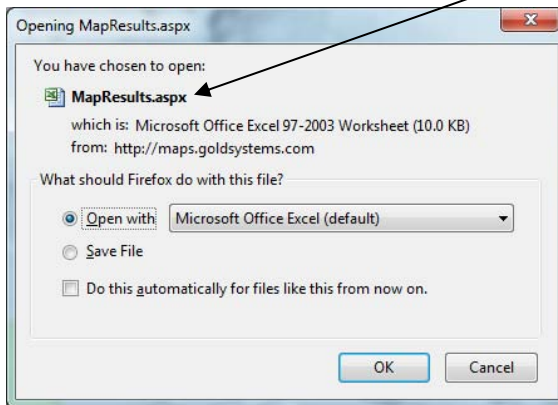 Opening MapResults.aspx
You have chosen to open:
MapResults.aspx
which is: Microsoft Office Excel 97-2003 Worksheet (10.0 KB)
from: http://maps.goldsystems.com
What should Firefox do with this file?
Open with Microsoft Office Excel (default)
Save File
Do this automatically for files like this from now on.
OK Cancel